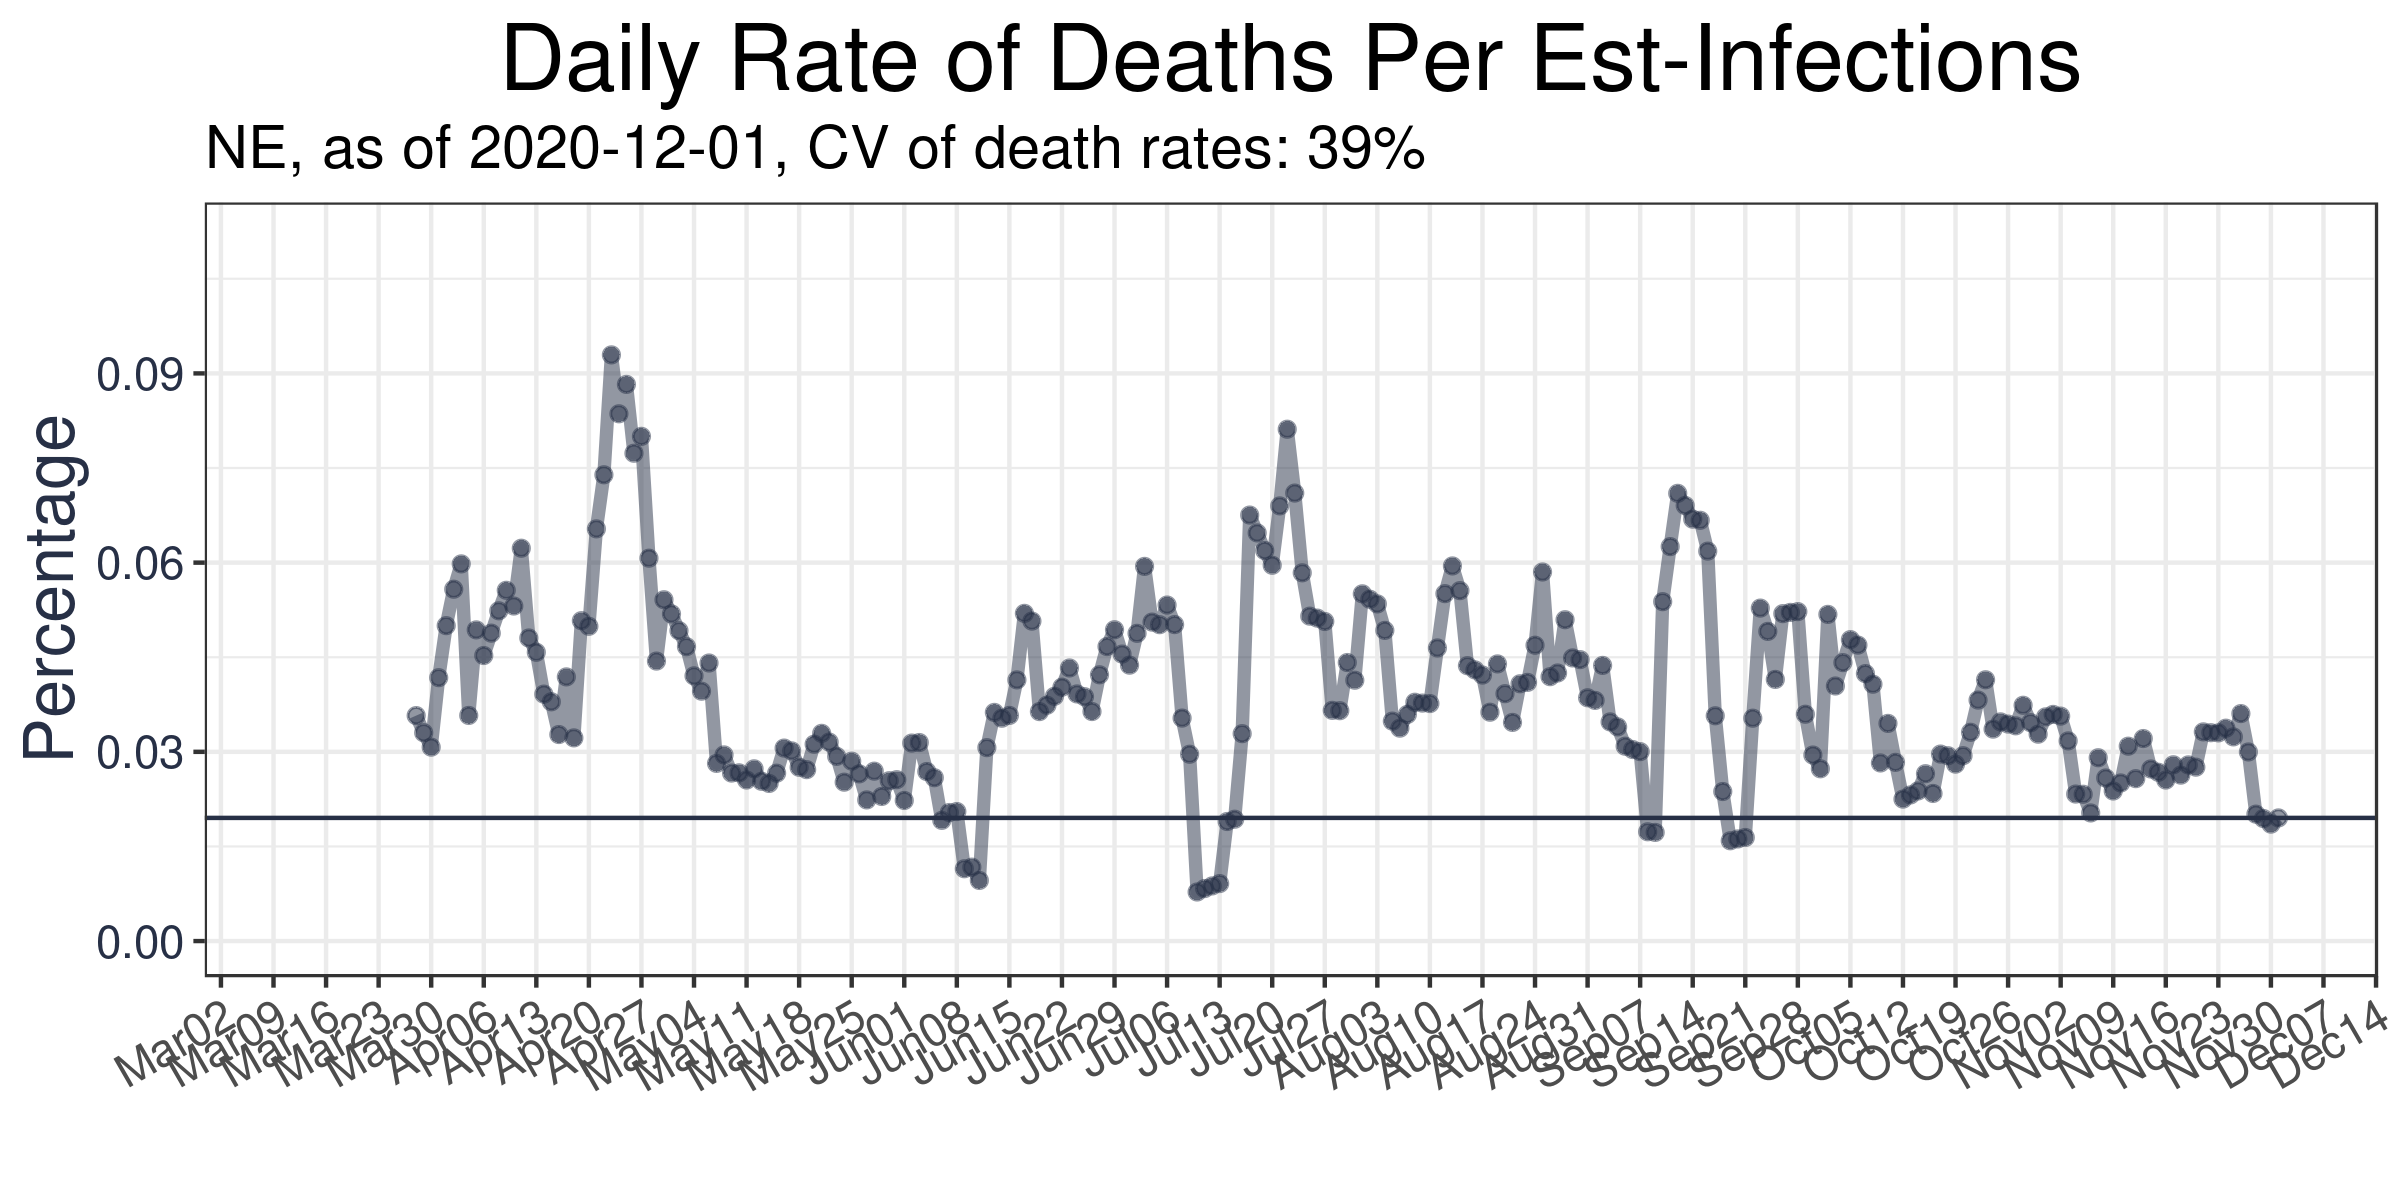 Daily Rate of Deaths Per Est-Infections
NE, as of 2020-12-01, CV of death rates: 39%
Percentage
0.09
0.06
0.03
0.00
Mar02
Mar09
Mar16
Mar23
Mar30
Apr06
Apr13
Apr20
Apr27
May04
May11
May18
May25
Jun01
Jun08
Jun15
Jun22
Jun29
Jul06
Jul13
Jul20
Jul27
Aug03
Aug10
Aug17
Aug24
Aug31
Sep07
Sep14
Sep21
Sep28
Oct05
Oct12
Oct19
Oct26
Nov02
Nov09
Nov16
Nov23
Nov30
Dec07
Dec14